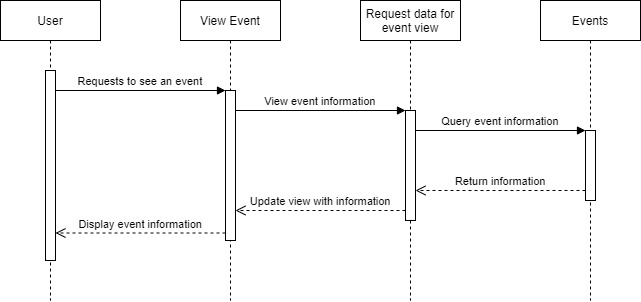 User
View Event
Request data for
event view
Events
Requests to see an event
View event information
Query event information
Return information
Update view with information
Display event information